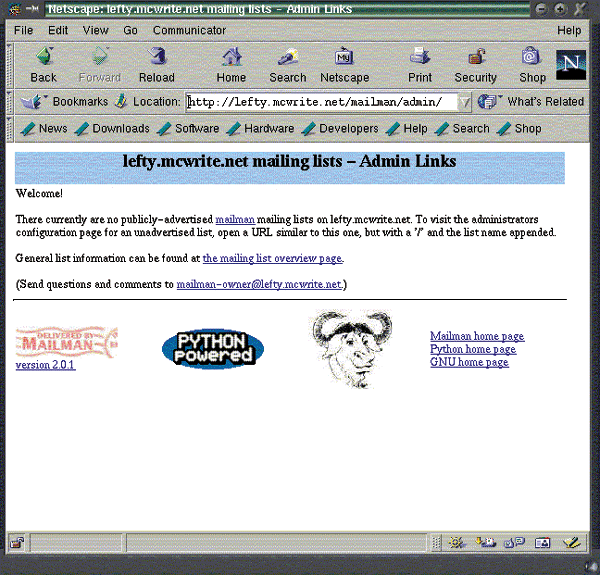 Netscape: lefty.mcwrite.net mailing lists – Admin Links
File Edit View Go Communicator Help
Back Forward Reload Home Search Netscape Print Security Shop
My
N
Bookmarks Location: http://lefty.mcwrite.net/mailman/admin/ What's Related
News Downloads Software Hardware Developers Help Search Shop
lefty.mcwrite.net mailing lists – Admin Links
Welcome!
There currently are no publicly-advertised mailman mailing lists on lefty.mcwrite.net. To visit the administrators
configuration page for an unadvertised list, open a URL similar to this one, but with a '/' and the list name appended.
General list information can be found at the mailing list overview page.
(Send questions and comments to mailman-owner@lefty.mcwrite.net.)
DELIVERED BY
MAILMAN
version 2.0.1
PYTHON
Powered
Mailman home page
Python home page
GNU home page